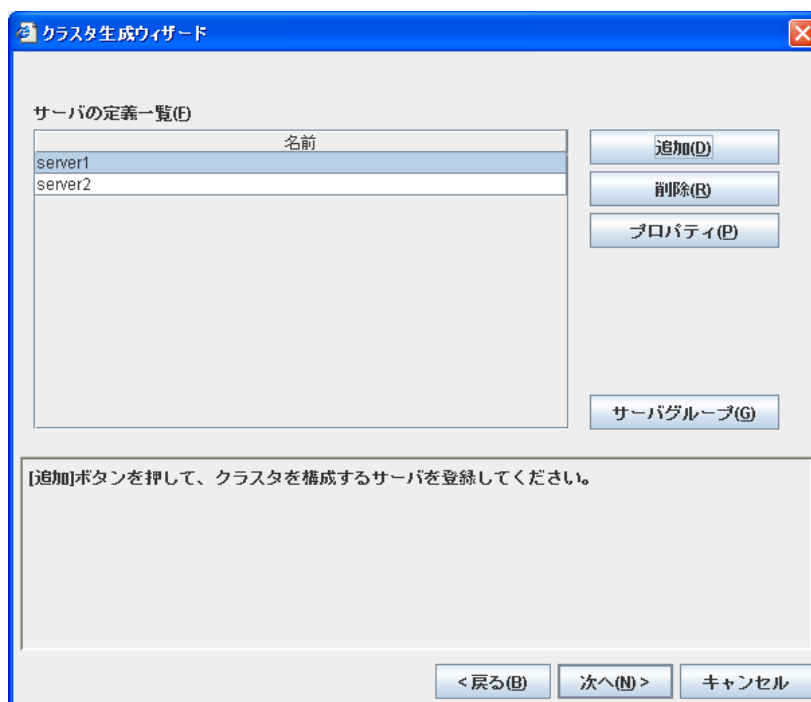 クラスタ生成ウィザード
サーバの定義一覧(F)
名前
server1
server2
追加(D)
削除(R)
プロパティ(P)
サーバグループ(G)
[追加]ボタンを押して、クラスタを構成するサーバを登録してください。
< 戻る(B)
次へ(N) >
キャンセル